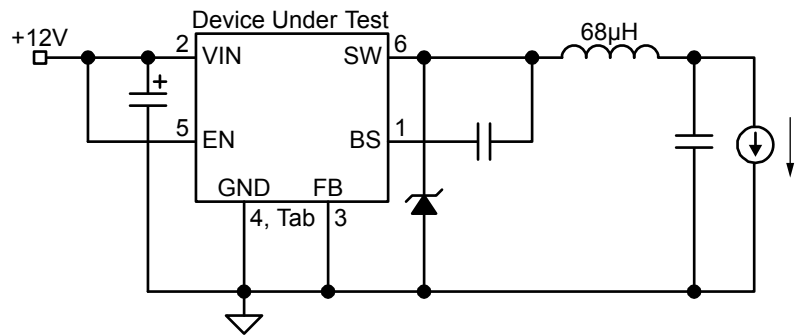 Device Under Test
+12V
2
VIN
SW
6
68µH
+
5
EN
BS
1
GND
FB
4, Tab
3